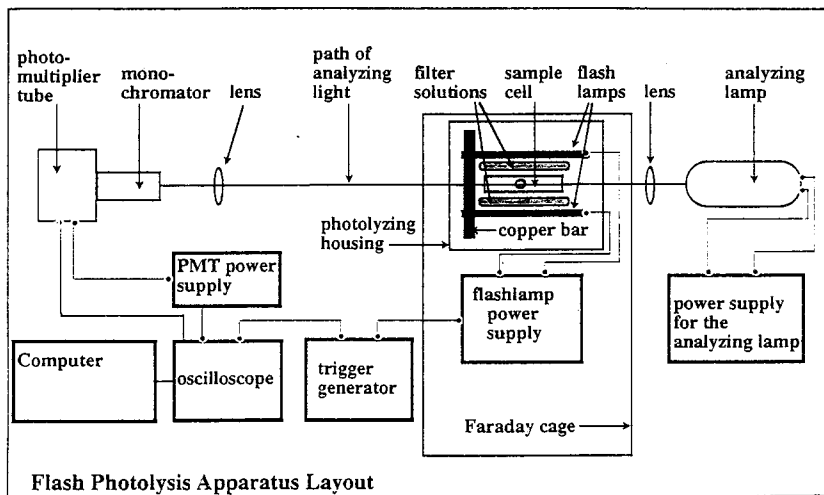 photo-
multiplier
tube
mono-
chromator
lens
path of
analyzing
light
filter
solutions
sample
cell
flash
lamps
lens
analyzing
lamp
photolyzing
housing
copper bar
PMT power
supply
flashlamp
power
supply
power supply
for the
analyzing lamp
Computer
oscilloscope
trigger
generator
Faraday cage
Flash Photolysis Apparatus Layout